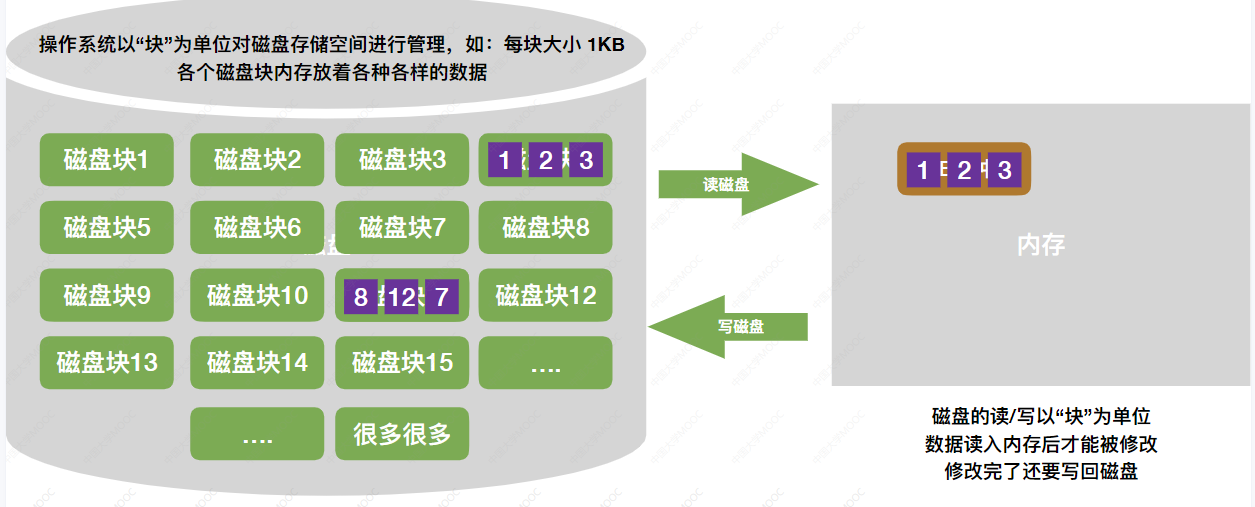 操作系统以“块”为单位对磁盘存储空间进行管理，如：每块大小 1KB
各个磁盘块内存放着各种各样的数据
磁盘块1 磁盘块2 磁盘块3 1 2 3
磁盘块5 磁盘块6 磁盘块7 磁盘块8
磁盘块9 磁盘块10 8 12 7 磁盘块12
磁盘块13 磁盘块14 磁盘块15 ....
.... 很多很多
读磁盘
写磁盘
1 2 3
内存
磁盘的读/写以“块”为单位
数据读入内存后才能被修改
修改完了还要写回磁盘